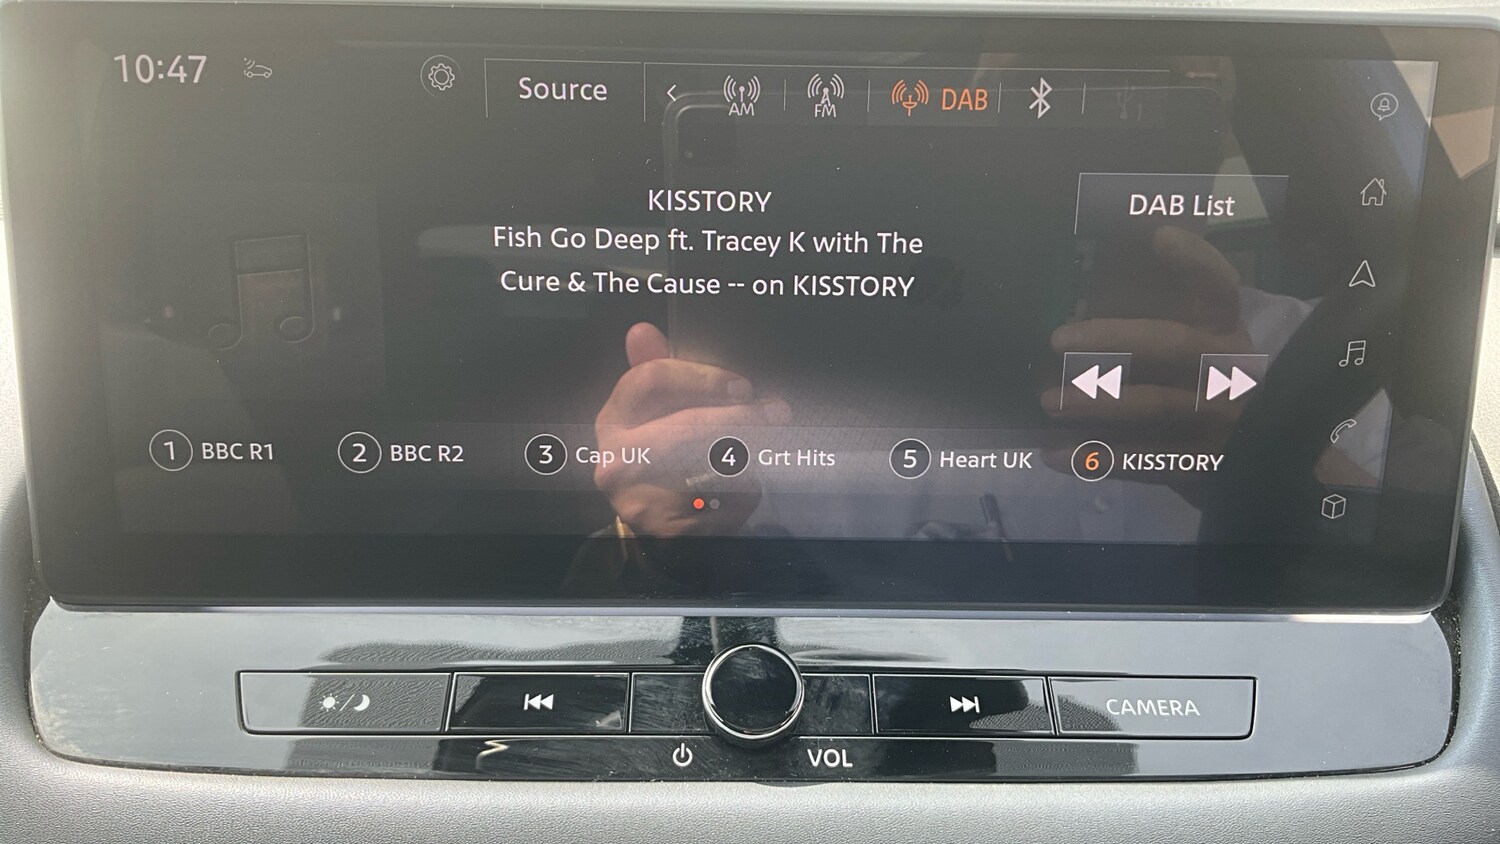 10:47
Source
AM
FM
DAB
KISSTORY
Fish Go Deep ft. Tracey K with The
Cure & The Cause -- on KISSTORY
DAB List
1 BBC R1
2 BBC R2
3 Cap UK
4 Grt Hits
5 Heart UK
6 KISSTORY
CAMERA
VOL